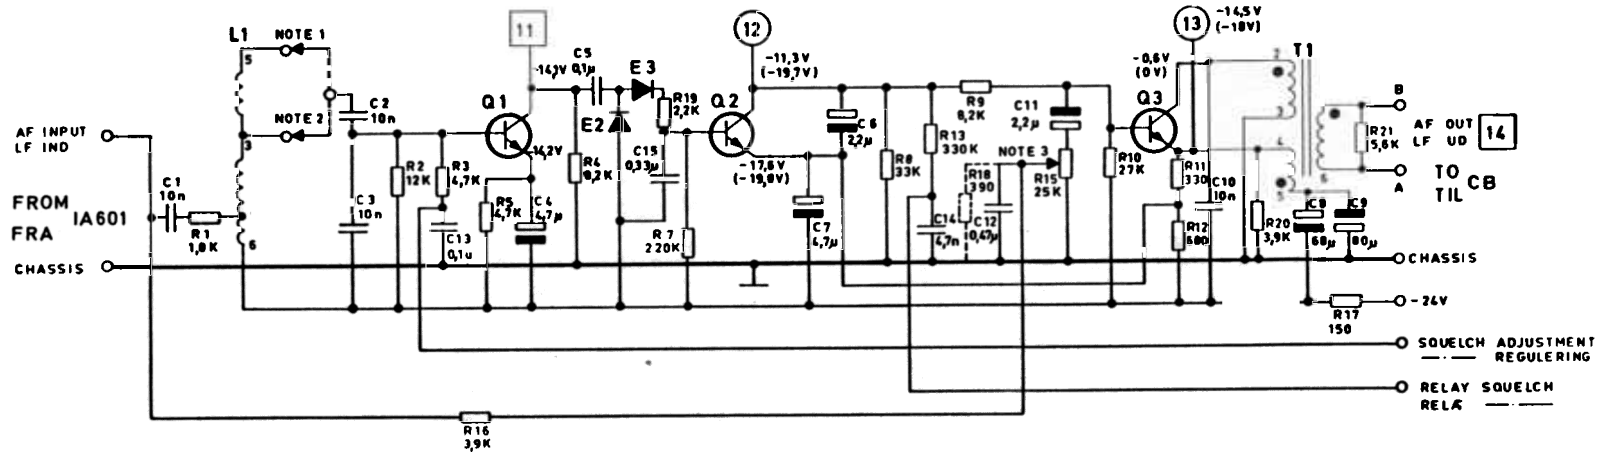 L1
5
NOTE 1
3
NOTE 2
6
AF INPUT
LF IND
FROM
FRA
IA601
CHASSIS
C1
10n
R1
1,8K
C2
10n
C3
10n
R2
12K
R3
4,7K
C13
0,1u
Q1
11
-14,1V
-14,2V
R5
4,7K
C4
4,7µ
C5
0,1µ
R4
8,2K
E3
E2
R19
2,2K
C15
0,33µ
R7
220K
12
-11,3V
(-19,7V)
Q2
-17,6V
(-19,8V)
C6
2,2µ
C7
4,7µ
R8
33K
R9
8,2K
R13
330K
C14
4,7n
R18
390
C12
0,47µ
NOTE 3
C11
2,2µ
R15
25K
R10
27K
13
-14,5V
(-18V)
-0,6V
(0V)
Q3
R11
330
R12
680
C10
10n
R20
3,9K
T1
2
3
4
5
6
C8
68µ
C9
80µ
R21
5,6K
B
AF OUT
LF UD
14
A
TO
TIL
CB
CHASSIS
-24V
R17
150
SQUELCH ADJUSTMENT
REGULERING
RELAY SQUELCH
RELÆ
R16
3,9K